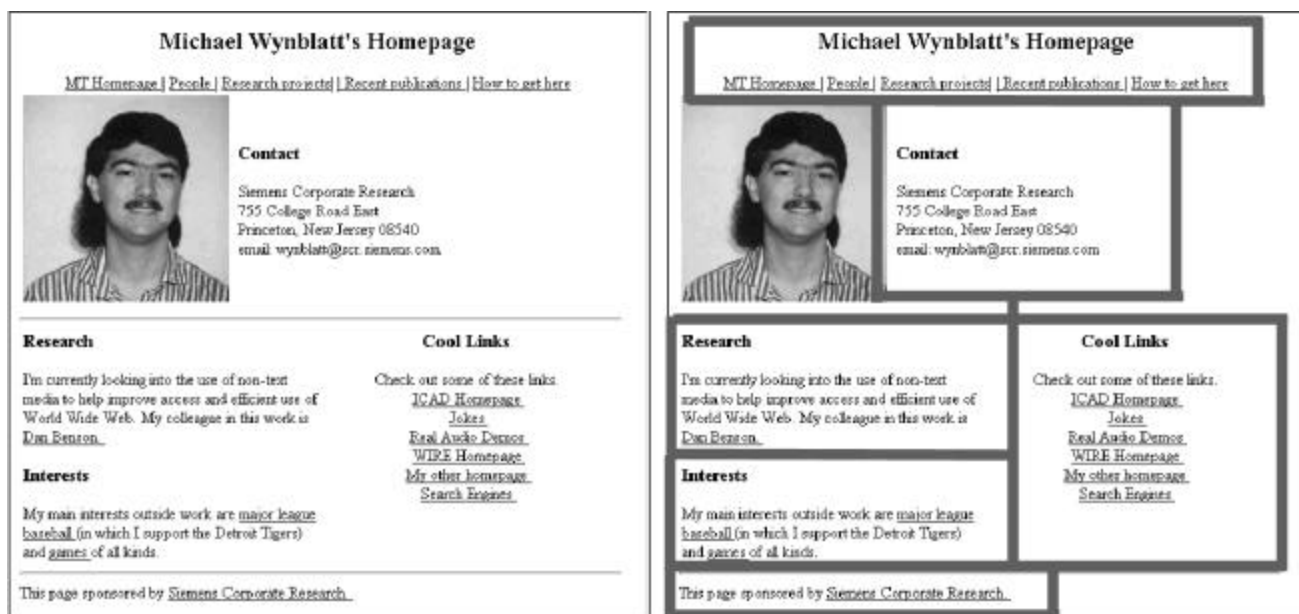 Michael Wynblatt's Homepage
MT Homepage | People | Research projects| | Recent publications | How to get here
Contact
Siemens Corporate Research
755 College Road East
Princeton, New Jersey 08540
email: wynblatt@scr.siemens.com
Research
I'm currently looking into the use of non-text
media to help improve access and efficient use of
World Wide Web. My colleague in this work is
Dan Benson.
Interests
My main interests outside work are major league
baseball (in which I support the Detroit Tigers)
and games of all kinds.
Cool Links
Check out some of these links.
ICAD Homepage
Jokes
Real Audio Demos
WIRE Homepage
My other homepage
Search Engines
This page sponsored by Siemens Corporate Research.
Michael Wynblatt's Homepage
MT Homepage | People | Research projects| | Recent publications | How to get here
Contact
Siemens Corporate Research
755 College Road East
Princeton, New Jersey 08540
email: wynblatt@scr.siemens.com
Research
I'm currently looking into the use of non-text
media to help improve access and efficient use of
World Wide Web. My colleague in this work is
Dan Benson.
Interests
My main interests outside work are major league
baseball (in which I support the Detroit Tigers)
and games of all kinds.
Cool Links
Check out some of these links.
ICAD Homepage
Jokes
Real Audio Demos
WIRE Homepage
My other homepage
Search Engines
This page sponsored by Siemens Corporate Research.